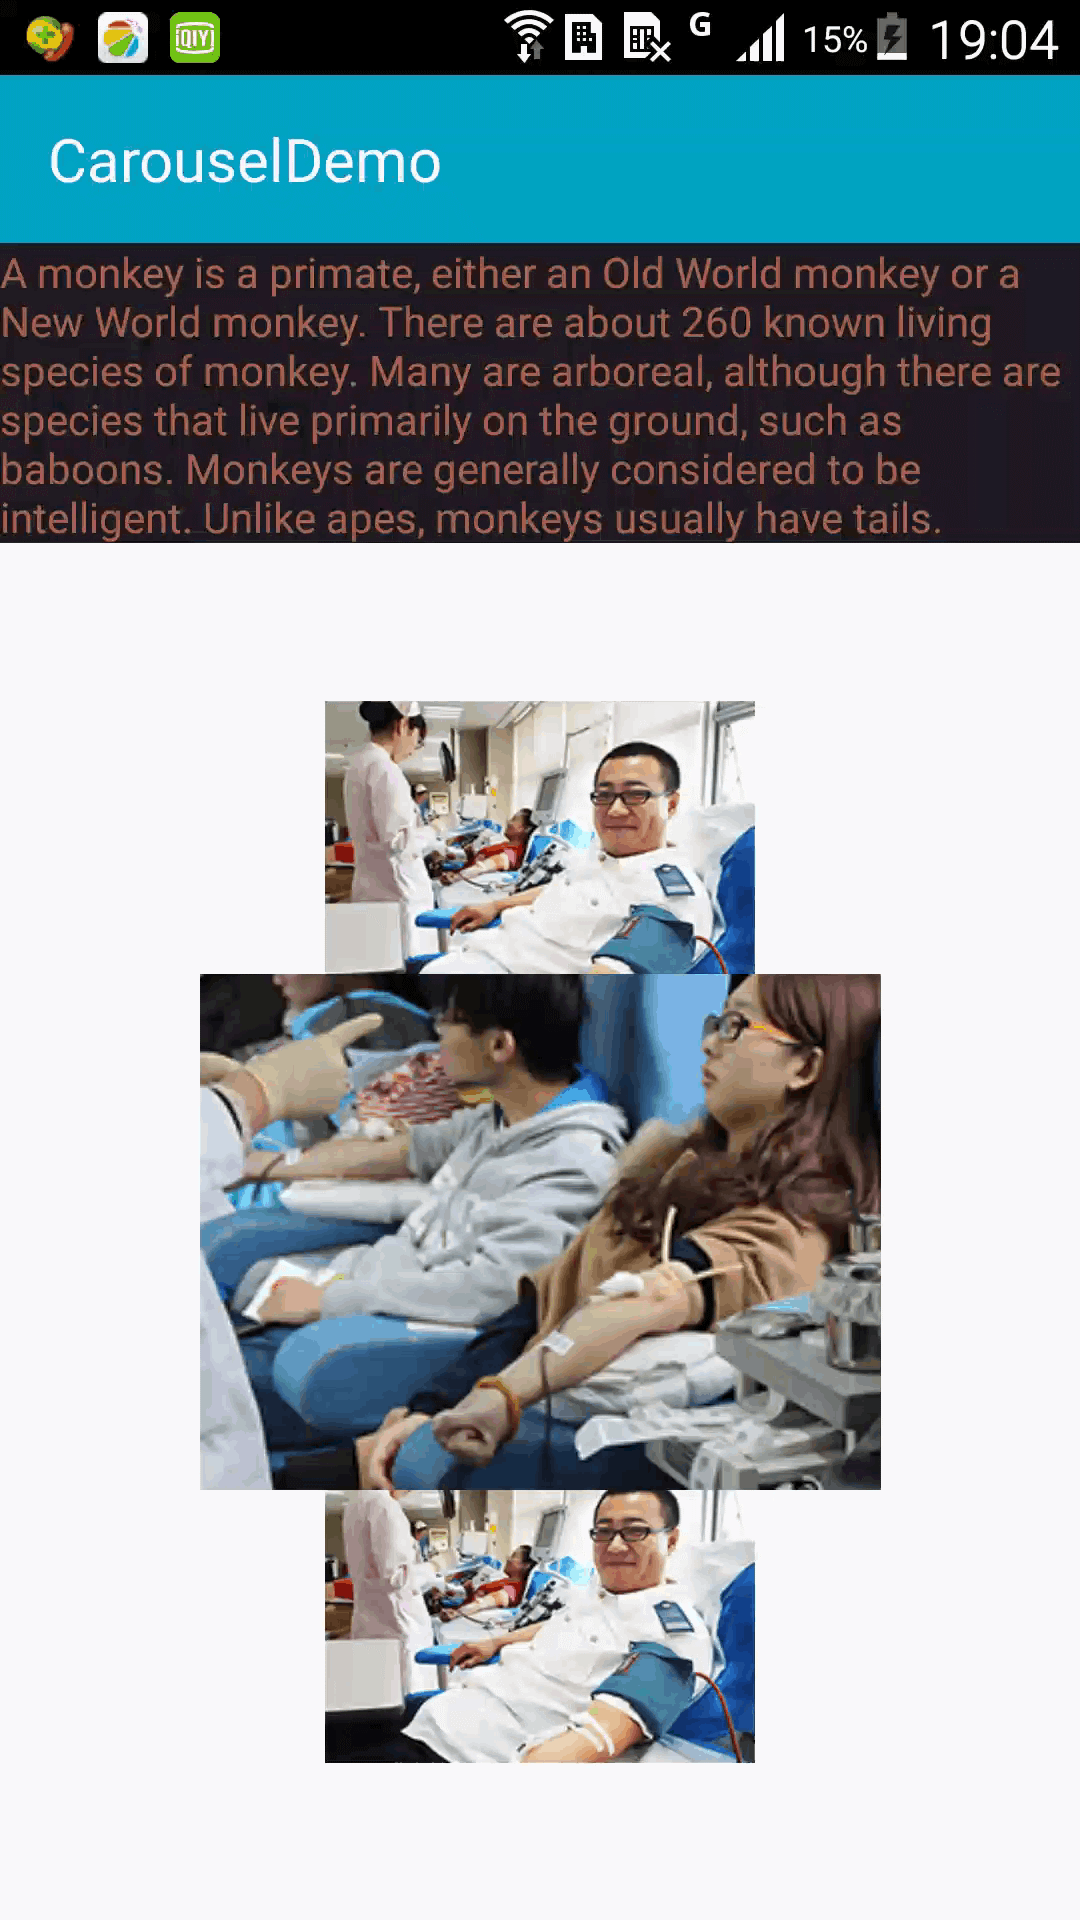 iQIYI
G
15%
19:04
CarouselDemo
A monkey is a primate, either an Old World monkey or a
New World monkey. There are about 260 known living
species of monkey. Many are arboreal, although there are
species that live primarily on the ground, such as
baboons. Monkeys are generally considered to be
intelligent. Unlike apes, monkeys usually have tails.